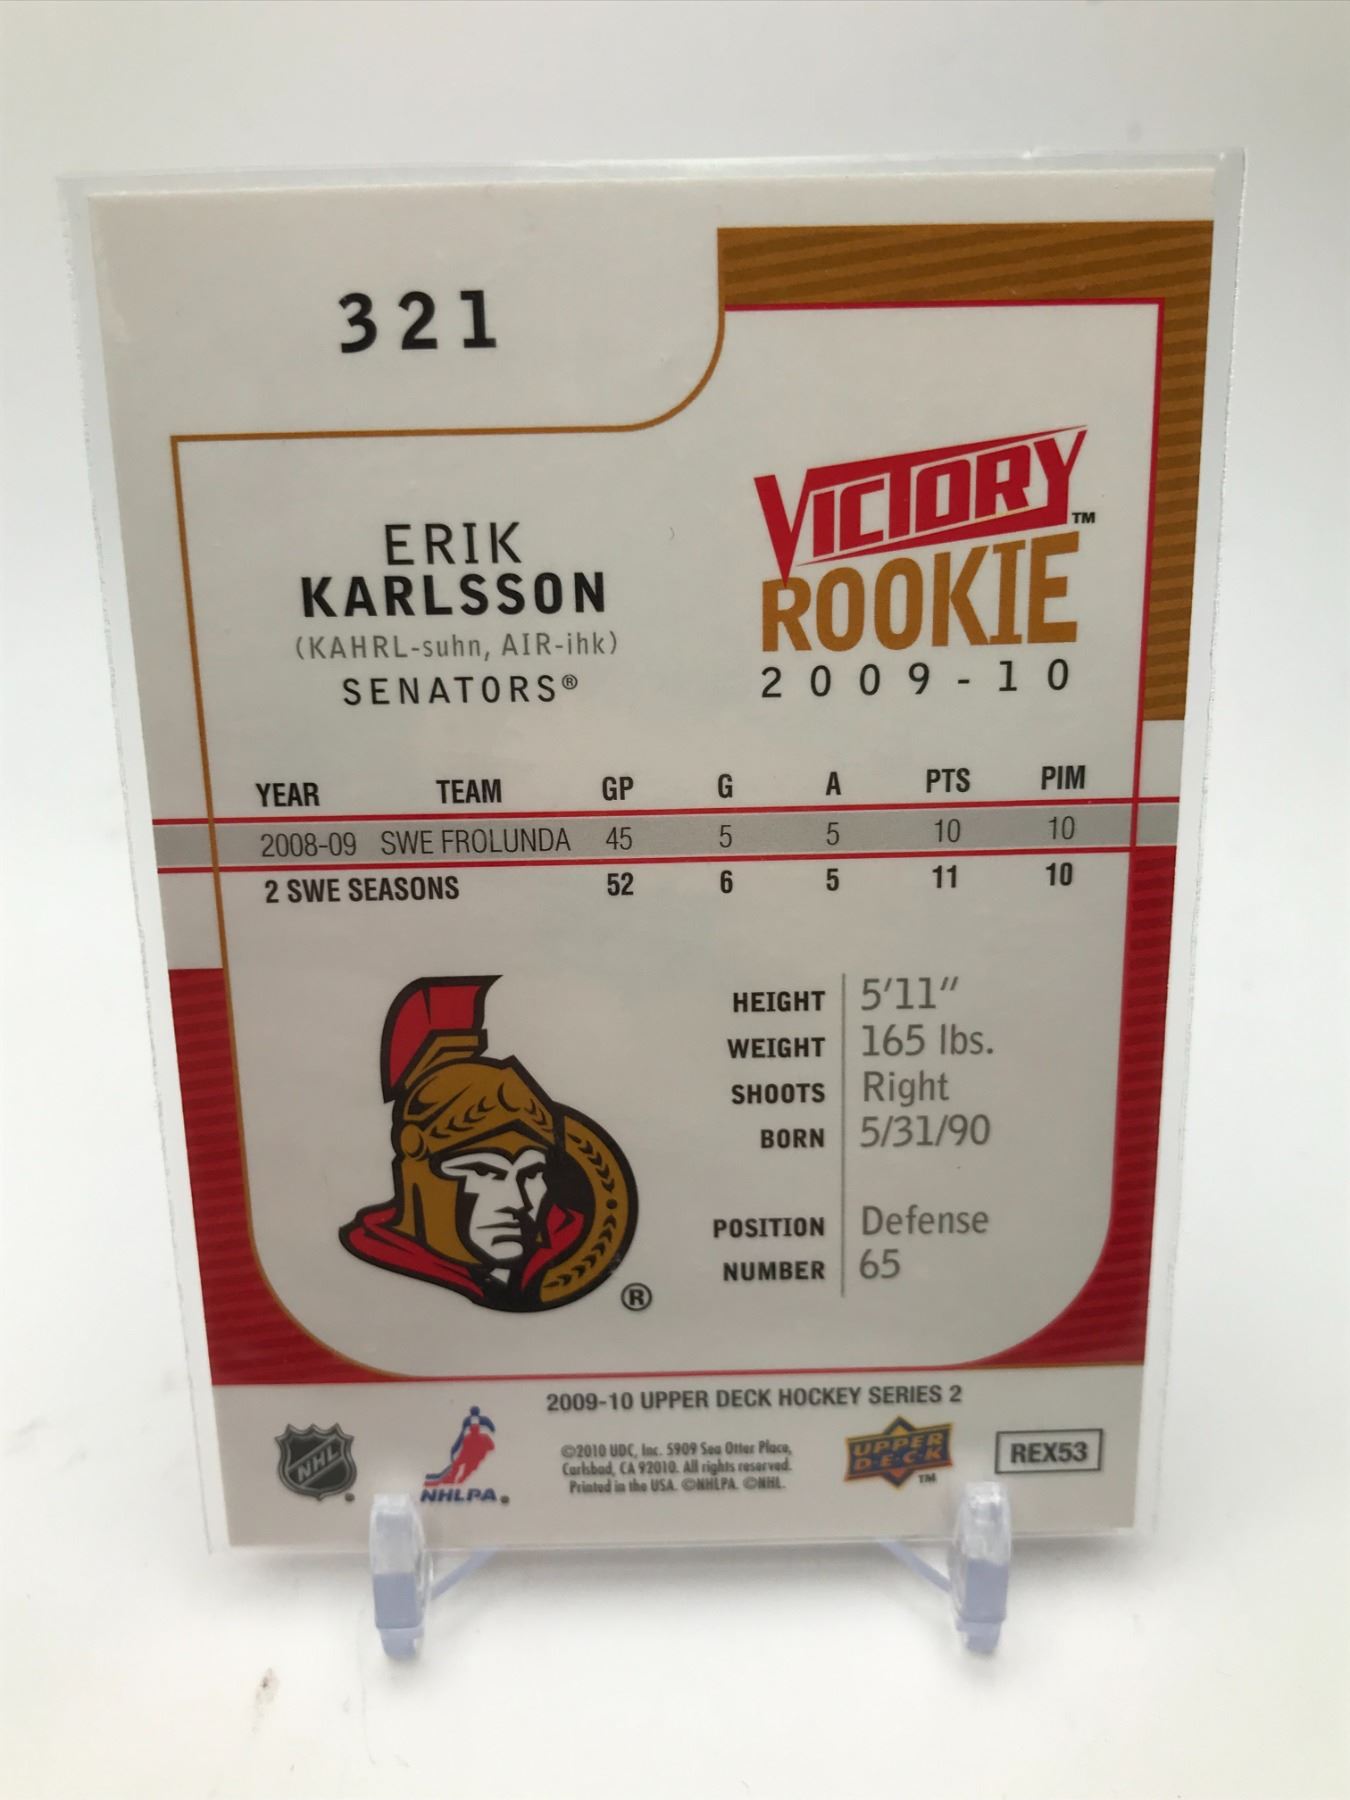 321
VICTORY™
ROOKIE
2009-10
ERIK
KARLSSON
(KAHRL-suhn, AIR-ihk)
SENATORS®
YEAR TEAM GP G A PTS PIM
2008-09 SWE FROLUNDA 45 5 5 10 10
2 SWE SEASONS 52 6 5 11 10
HEIGHT 5'11"
WEIGHT 165 lbs.
SHOOTS Right
BORN 5/31/90
POSITION Defense
NUMBER 65
®
2009-10 UPPER DECK HOCKEY SERIES 2
NHL®
NHLPA®
©2010 UDC, Inc. 5909 Sea Otter Place,
Carlsbad, CA 92010. All rights reserved.
Printed in the USA. ©NHLPA. ©NHL.
UPPER
D·E·C·K
TM
REX53